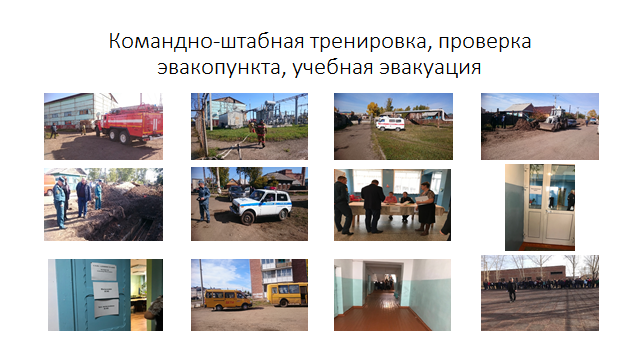 Командно-штабная тренировка, проверка
эвакопункта, учебная эвакуация